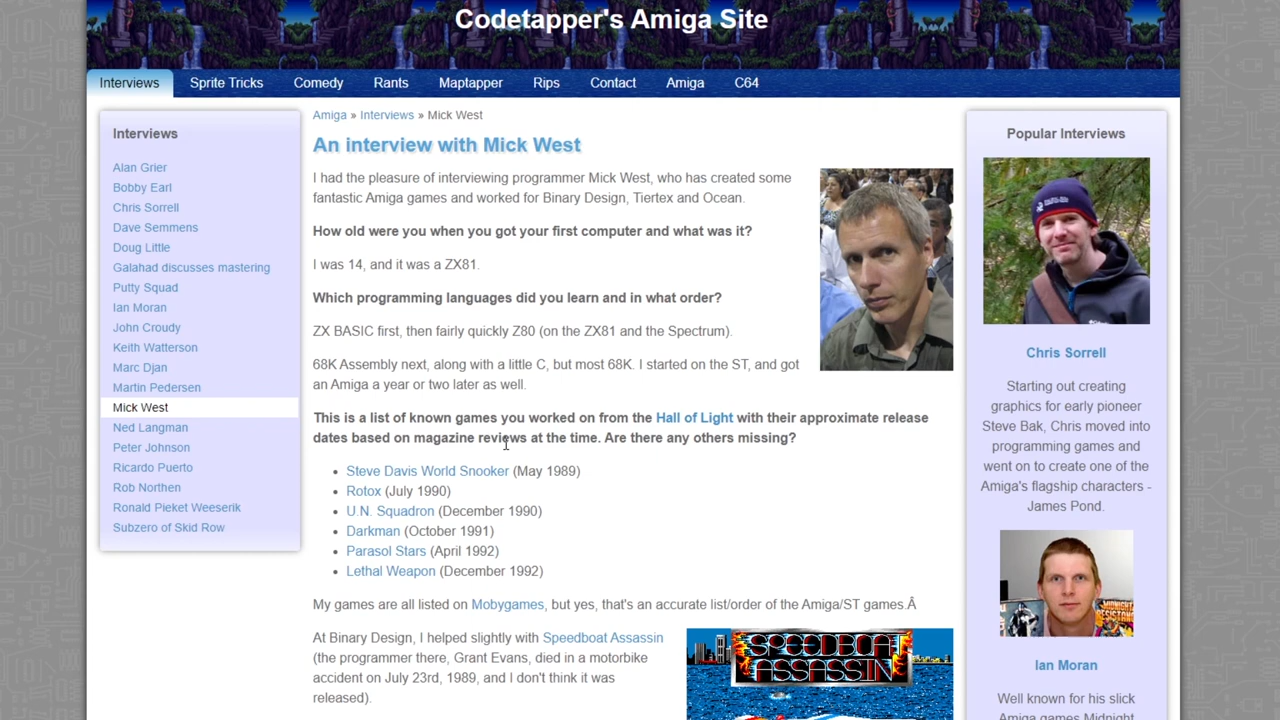 Codetapper's Amiga Site
Interviews
Sprite Tricks
Comedy
Rants
Maptapper
Rips
Contact
Amiga
C64
Interviews
Alan Grier
Bobby Earl
Chris Sorrell
Dave Semmens
Doug Little
Galahad discusses mastering
Putty Squad
Ian Moran
John Croudy
Keith Watterson
Marc Djan
Martin Pedersen
Mick West
Ned Langman
Peter Johnson
Ricardo Puerto
Rob Northen
Ronald Pieket Weeserik
Subzero of Skid Row
Amiga » Interviews » Mick West
An interview with Mick West
I had the pleasure of interviewing programmer Mick West, who has created some
fantastic Amiga games and worked for Binary Design, Tiertex and Ocean.
How old were you when you got your first computer and what was it?
I was 14, and it was a ZX81.
Which programming languages did you learn and in what order?
ZX BASIC first, then fairly quickly Z80 (on the ZX81 and the Spectrum).
68K Assembly next, along with a little C, but most 68K. I started on the ST, and got
an Amiga a year or two later as well.
This is a list of known games you worked on from the Hall of Light with their approximate release
dates based on magazine reviews at the time. Are there any others missing?
• Steve Davis World Snooker (May 1989)
• Rotox (July 1990)
• U.N. Squadron (December 1990)
• Darkman (October 1991)
• Parasol Stars (April 1992)
• Lethal Weapon (December 1992)
My games are all listed on Mobygames, but yes, that's an accurate list/order of the Amiga/ST games.Â
At Binary Design, I helped slightly with Speedboat Assassin
(the programmer there, Grant Evans, died in a motorbike
accident on July 23rd, 1989, and I don't think it was
released).
SPEEDBOAT
ASSASSIN
Popular Interviews
Chris Sorrell
Starting out creating
graphics for early pioneer
Steve Bak, Chris moved into
programming games and
went on to create one of the
Amiga's flagship characters -
James Pond.
Ian Moran
Well known for his slick
Amiga games Midnight